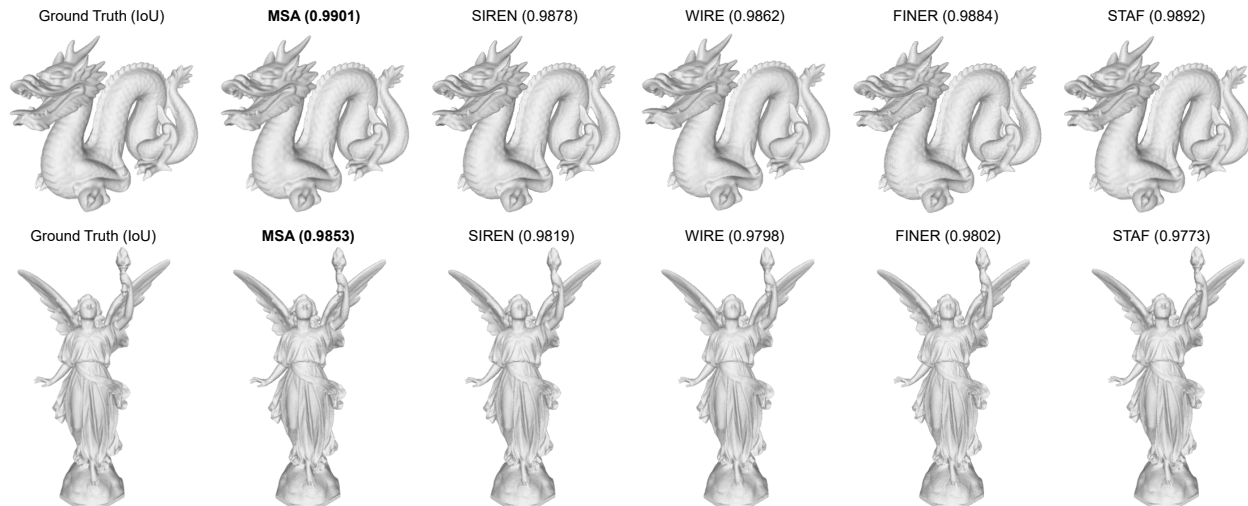 Ground Truth (IoU) MSA (0.9901) SIREN (0.9878) WIRE (0.9862) FINER (0.9884) STAF (0.9892)
Ground Truth (IoU) MSA (0.9853) SIREN (0.9819) WIRE (0.9798) FINER (0.9802) STAF (0.9773)